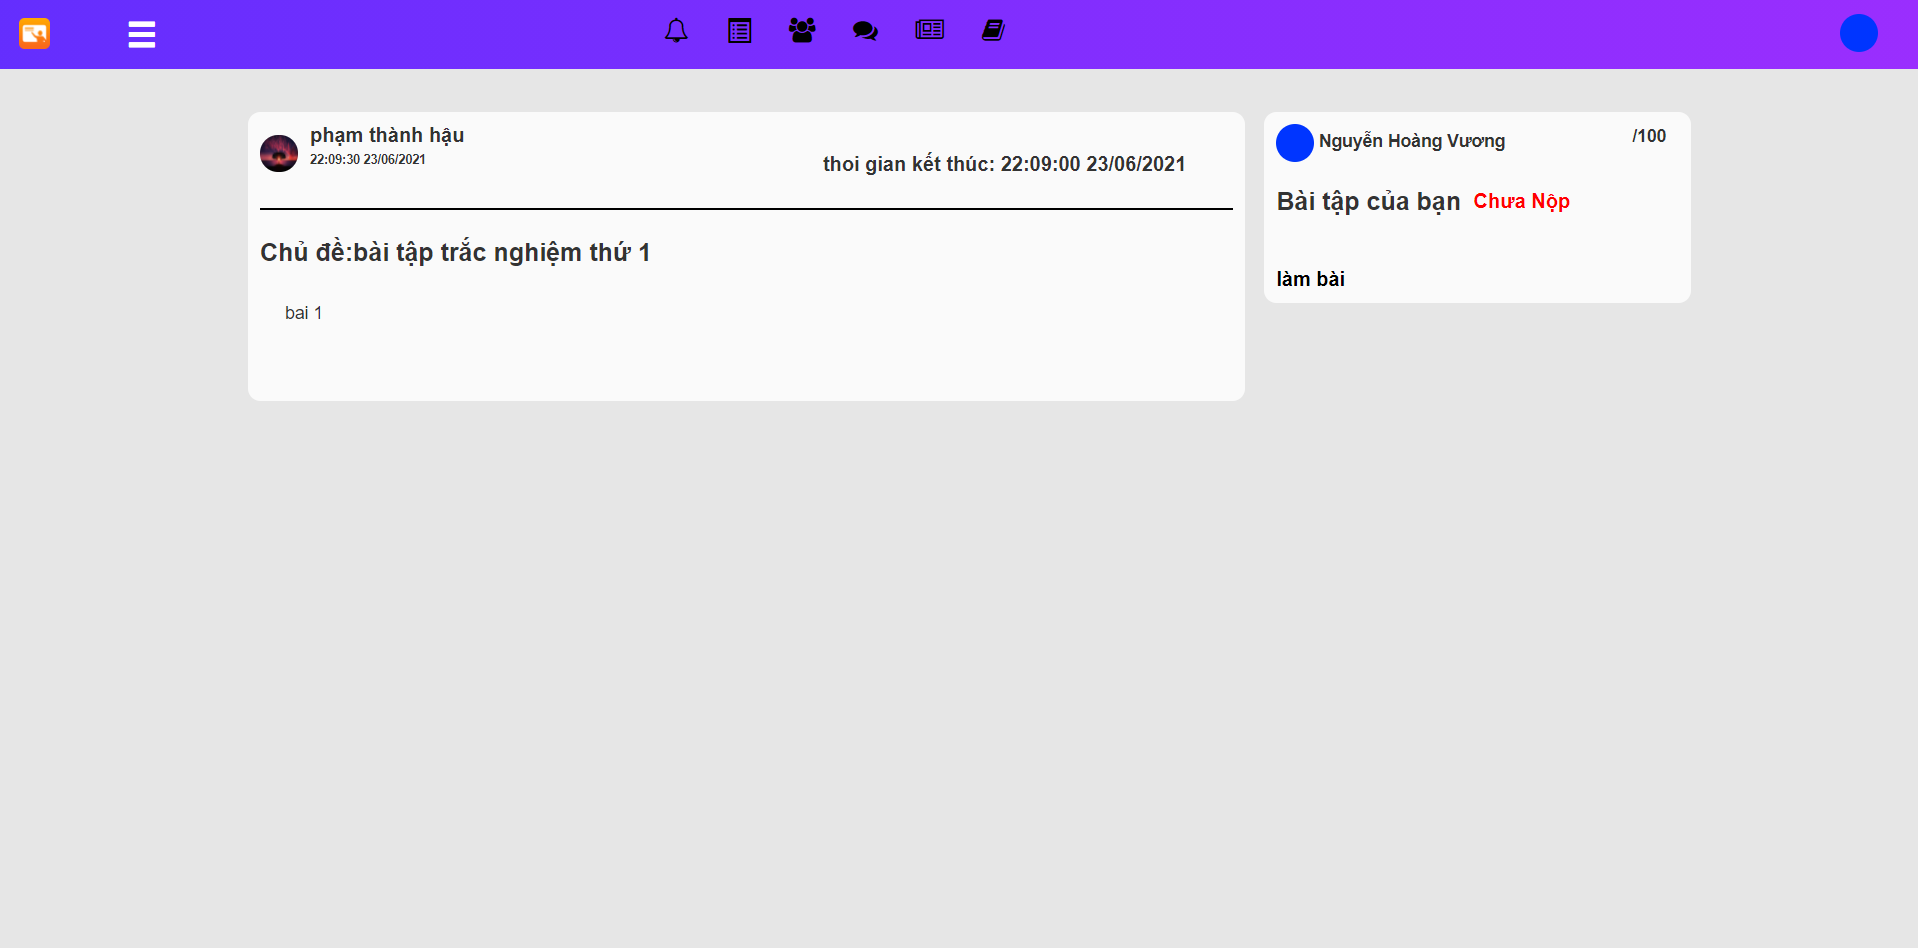 phạm thành hậu
22:09:30 23/06/2021
thoi gian kết thúc: 22:09:00 23/06/2021
Chủ đề:bài tập trắc nghiệm thứ 1
bai 1
Nguyễn Hoàng Vương
/100
Bài tập của bạn Chưa Nộp
làm bài